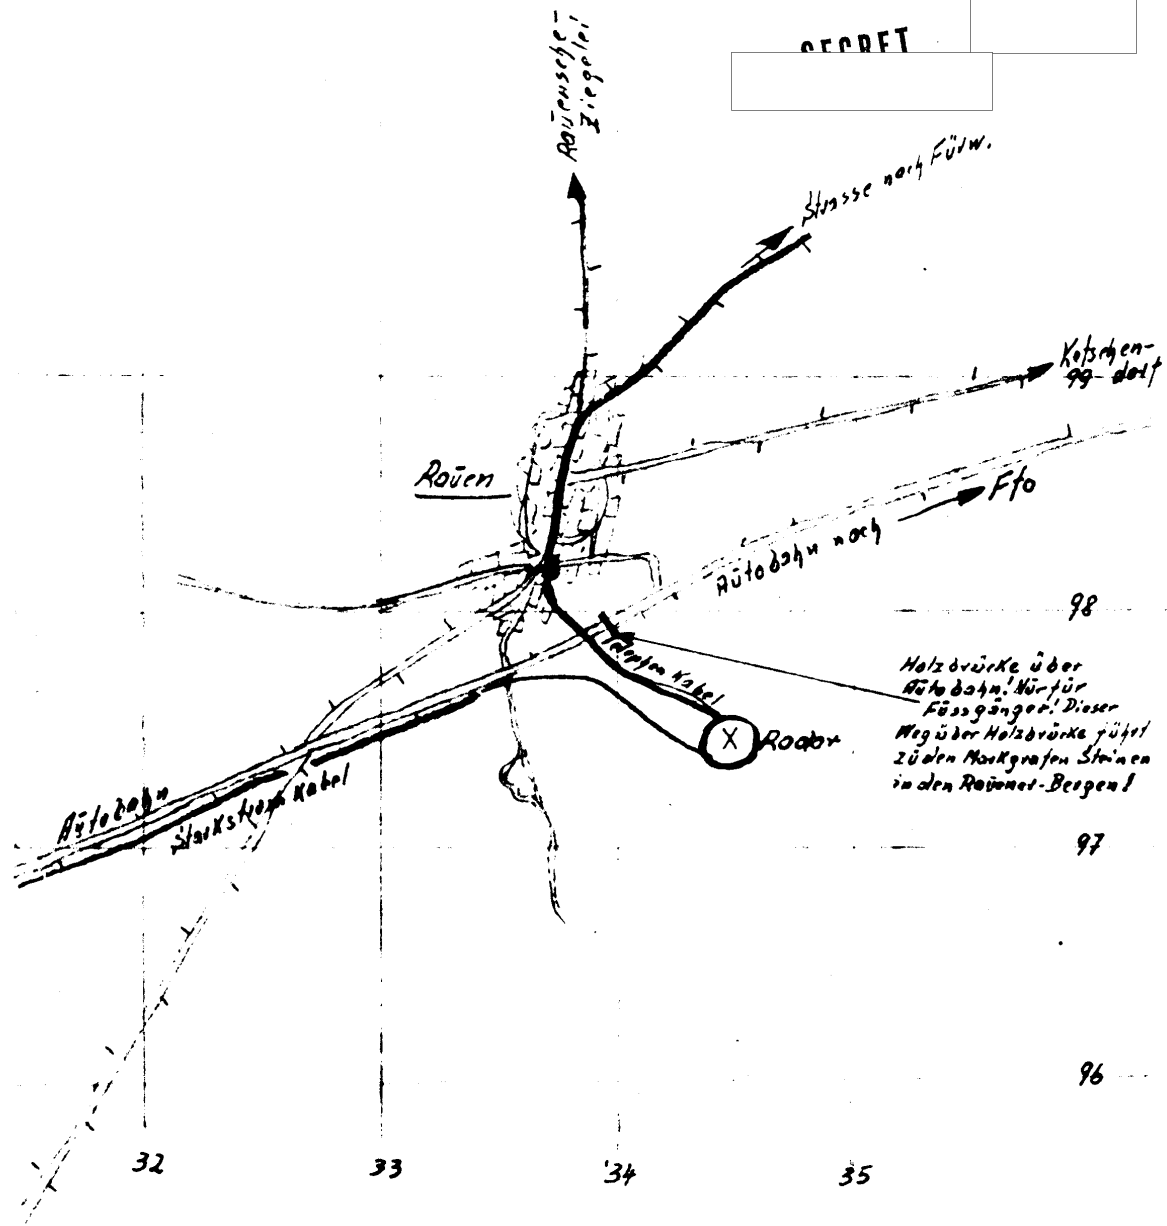 SECRET
Rauensche-
Ziegelei
Strasse nach Fürw.
Ketschen-
dorf
99
Rauen
Autobahn nach
Ffo
98
Telefon Kabel
Holzbrücke über
Autobahn! Nur für
Fussgänger! Dieser
Weg über Holzbrücke führt
zu den Markgrafen Steinen
in den Rauener-Bergen!
X
Radar
Autobahn
Starkstrom Kabel
97
96
32
33
34
35